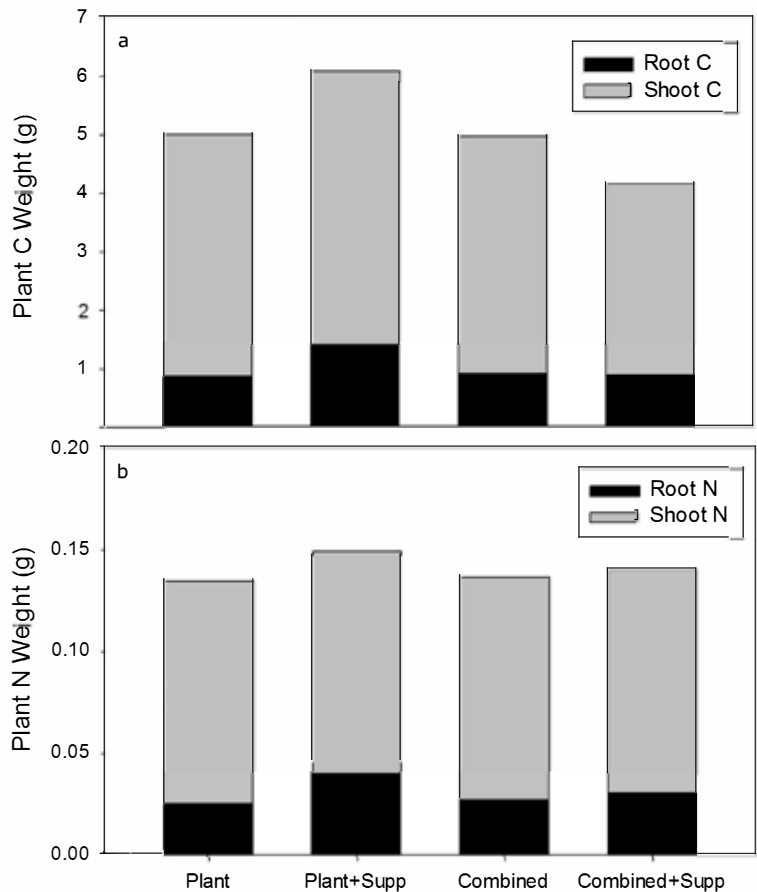 7
a
Root C
Shoot C
6
5
4
3
2
1
Plant C Weight (g)
0.20
b
Root N
Shoot N
0.15
0.10
0.05
0.00
Plant N Weight (g)
Plant
Plant+Supp
Combined
Combined+Supp